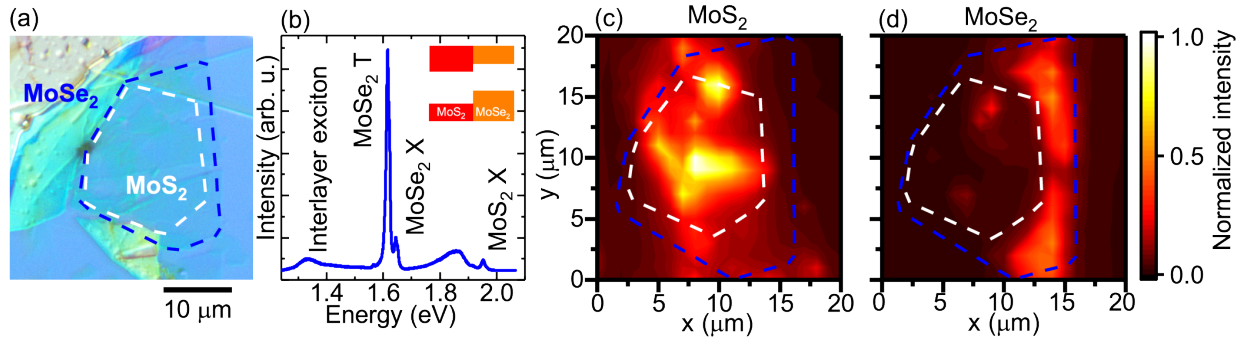 (a)
MoSe2
MoS2
10 μm
(b)
Intensity (arb. u.)
Interlayer exciton
MoSe2 T
MoSe2 X
MoS2 X
MoS2
MoSe2
1.4 1.6 1.8 2.0
Energy (eV)
(c) MoS2
20
15
10
5
0
y (μm)
0 5 10 15 20
x (μm)
(d) MoSe2
0 5 10 15 20
x (μm)
1.0
0.5
0.0
Normalized intensity